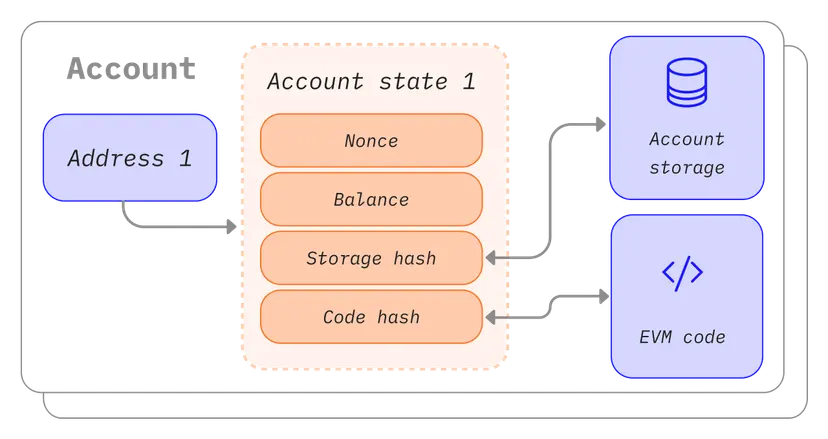 Account
Address 1
Account state 1
Nonce
Balance
Storage hash
Code hash
Account
storage
EVM code